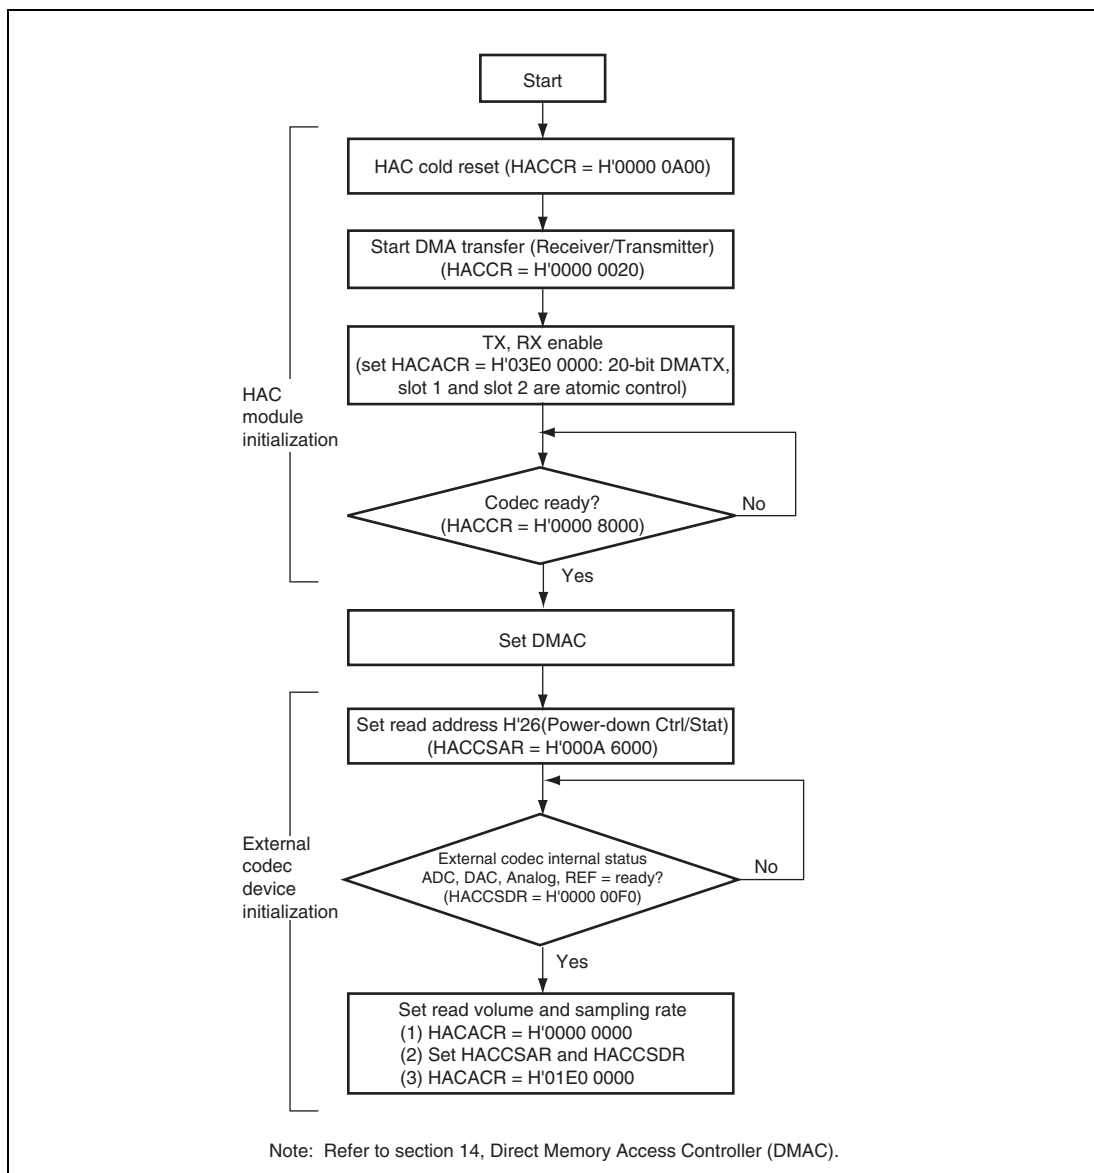 Start
HAC cold reset (HACCR = H'0000 0A00)
Start DMA transfer (Receiver/Transmitter)
(HACCR = H'0000 0020)
TX, RX enable
(set HACACR = H'03E0 0000: 20-bit DMATX,
slot 1 and slot 2 are atomic control)
HAC
module
initialization
Codec ready?
(HACCR = H'0000 8000)
No
Yes
Set DMAC
Set read address H'26(Power-down Ctrl/Stat)
(HACCSAR = H'000A 6000)
External
codec
device
initialization
External codec internal status
ADC, DAC, Analog, REF = ready?
(HACCSDR = H'0000 00F0)
No
Yes
Set read volume and sampling rate
(1) HACACR = H'0000 0000
(2) Set HACCSAR and HACCSDR
(3) HACACR = H'01E0 0000
Note: Refer to section 14, Direct Memory Access Controller (DMAC).